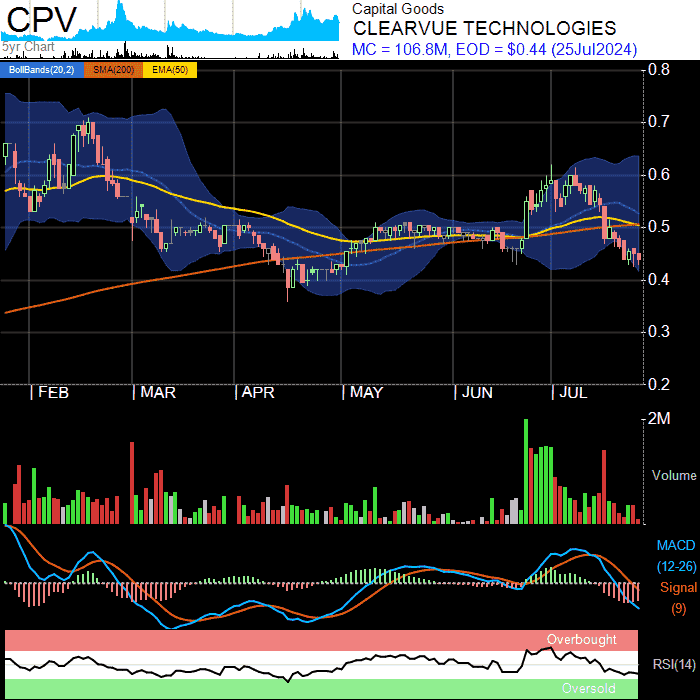 CPV
5yr Chart
Capital Goods
CLEARVUE TECHNOLOGIES
MC = 106.8M, EOD = $0.44 (25Jul2024)
BollBands(20,2) SMA(200) EMA(50)
0.8
0.7
0.6
0.5
0.4
0.3
0.2
| FEB | MAR | APR | MAY | JUN | JUL
2M
Volume
MACD
(12-26)
Signal
(9)
Overbought
RSI(14)
Oversold